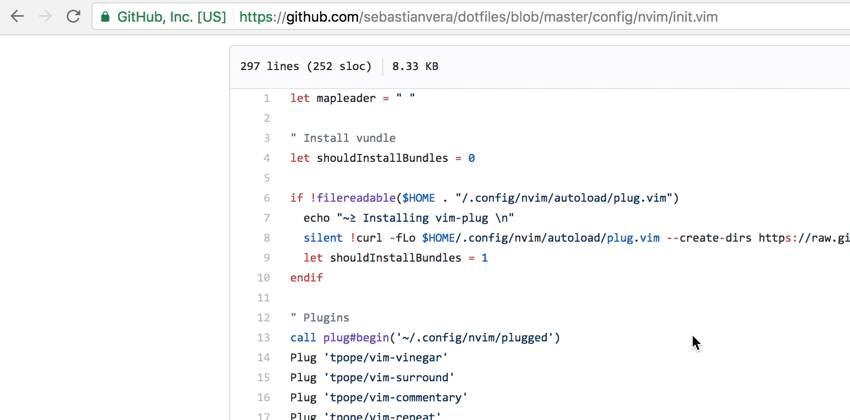 GitHub, Inc. [US] https://github.com/sebastianvera/dotfiles/blob/master/config/nvim/init.vim
297 lines (252 sloc) 8.33 KB
1 let mapleader = " "
2
3 " Install vundle
4 let shouldInstallBundles = 0
5
6 if !filereadable($HOME . "/.config/nvim/autoload/plug.vim")
7 echo "~≥ Installing vim-plug \n"
8 silent !curl -fLo $HOME/.config/nvim/autoload/plug.vim --create-dirs https://raw.gi
9 let shouldInstallBundles = 1
10 endif
11
12 " Plugins
13 call plug#begin('~/.config/nvim/plugged')
14 Plug 'tpope/vim-vinegar'
15 Plug 'tpope/vim-surround'
16 Plug 'tpope/vim-commentary'
17 Plug 'tpope/vim-repeat'